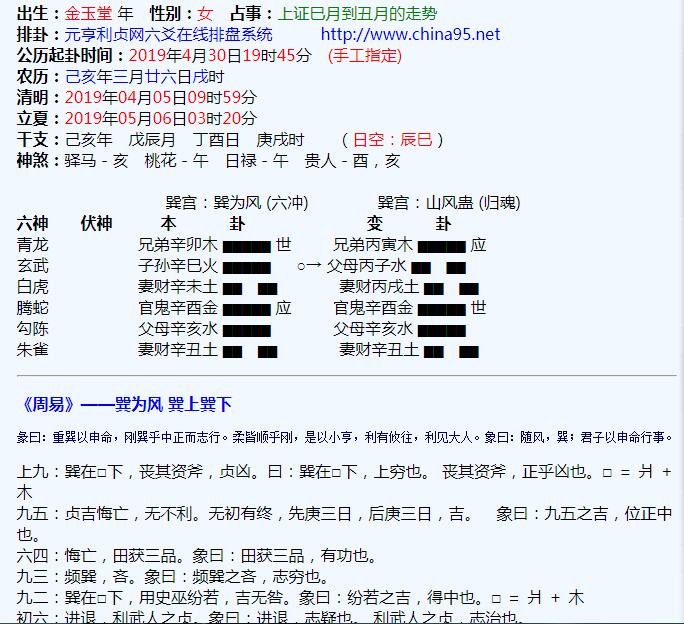 出生：金玉堂 年 性别：女 占事：上证巳月到丑月的走势
排卦：元亨利贞网六爻在线排盘系统 http://www.china95.net
公历起卦时间：2019年4月30日19时45分 (手工指定)
农历：己亥年三月廿六日戌时
清明：2019年04月05日09时59分
立夏：2019年05月06日03时20分
干支：己亥年 戊辰月 丁酉日 庚戌时 （日空：辰巳）
神煞：驿马－亥 桃花－午 日禄－午 贵人－酉，亥
巽宫：巽为风 (六冲) 巽宫：山风蛊 (归魂)
六神 伏神 本 卦 变 卦
青龙 兄弟辛卯木 世 兄弟丙寅木 应
玄武 子孙辛巳火 ○→ 父母丙子水
白虎 妻财辛未土 妻财丙戌土
腾蛇 官鬼辛酉金 应 官鬼辛酉金 世
勾陈 父母辛亥水 父母辛亥水
朱雀 妻财辛丑土 妻财辛丑土
《周易》——巽为风 巽上巽下
彖曰：重巽以申命，刚巽乎中正而志行。柔皆顺乎刚，是以小亨，利有攸往，利见大人。象曰：随风，巽；君子以申命行事。
上九：巽在□下，丧其资斧，贞凶。曰：巽在□下，上穷也。 丧其资斧，正乎凶也。□ ＝ 爿 ＋
木
九五：贞吉悔亡，无不利。无初有终，先庚三日，后庚三日，吉。 象曰：九五之吉，位正中
也。
六四：悔亡，田获三品。象曰：田获三品，有功也。
九三：频巽，吝。象曰：频巽之吝，志穷也。
九二：巽在□下，用史巫纷若，吉无咎。象曰：纷若之吉，得中也。□ ＝ 爿 ＋ 木
初六：进退，利武人之贞。象曰：进退，志疑也。 利武人之贞，志治也。